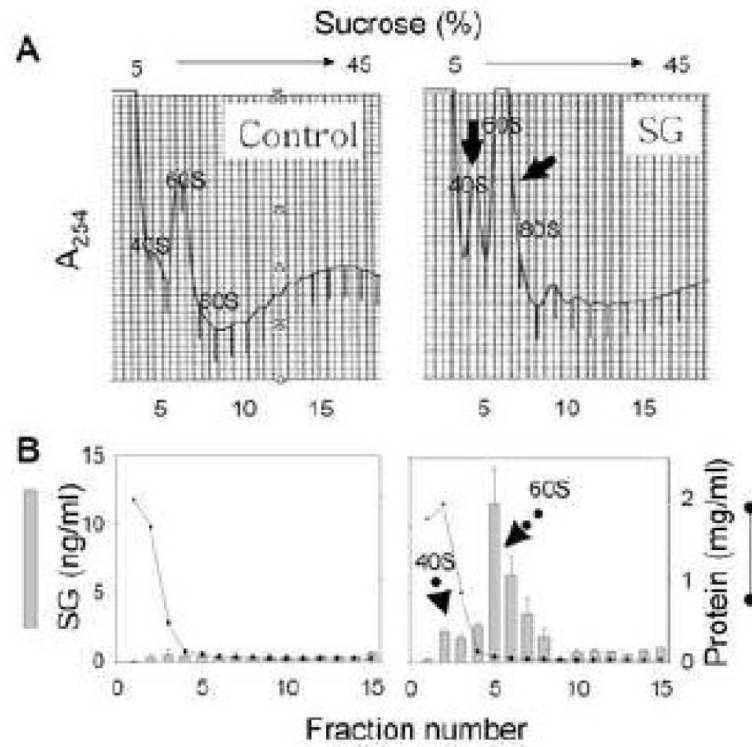 Sucrose (%)
A
5 45 5 45
Control SG
60S 60S
40S 40S
80S 80S
A254
5 10 15 5 10 15
B
15 2
10
5 1
0 0
SG (ng/ml)
60S
40S
Protein (mg/ml)
0 5 10 15 0 5 10 15
Fraction number